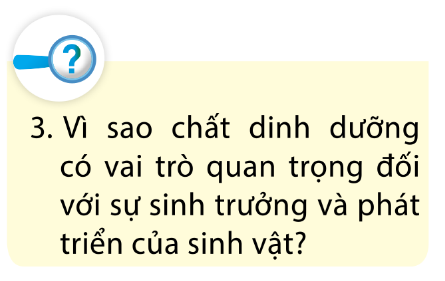 ?
3. Vì sao chất dinh dưỡng
có vai trò quan trọng đối
với sự sinh trưởng và phát
triển của sinh vật?